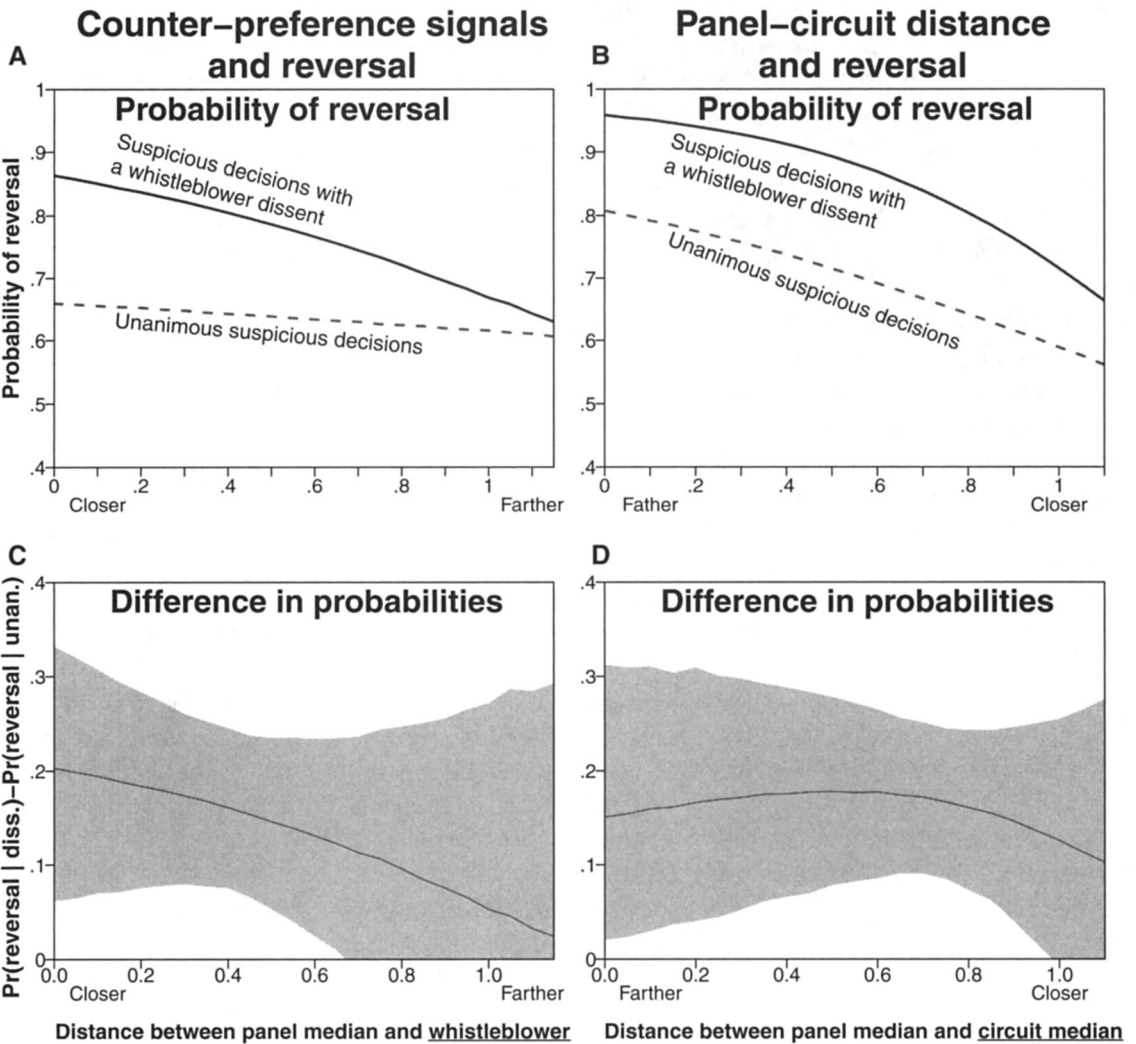 Counter–preference signals
and reversal
Panel–circuit distance
and reversal
A
B
Probability of reversal
Probability of reversal
Probability of reversal
1
.9
.8
.7
.6
.5
.4
Suspicious decisions with
a whistleblower dissent
Unanimous suspicious decisions
0 .2 .4 .6 .8 1
Closer Farther
1
.9
.8
.7
.6
.5
.4
Suspicious decisions with
a whistleblower dissent
Unanimous suspicious decisions
0 .2 .4 .6 .8 1
Father Closer
C
D
Difference in probabilities
Difference in probabilities
Pr(reversal | diss.)–Pr(reversal | unan.)
.4
.3
.2
.1
0
0.0 0.2 0.4 0.6 0.8 1.0
Closer Farther
.4
.3
.2
.1
0
0.0 0.2 0.4 0.6 0.8 1.0
Farther Closer
Distance between panel median and whistleblower
Distance between panel median and circuit median